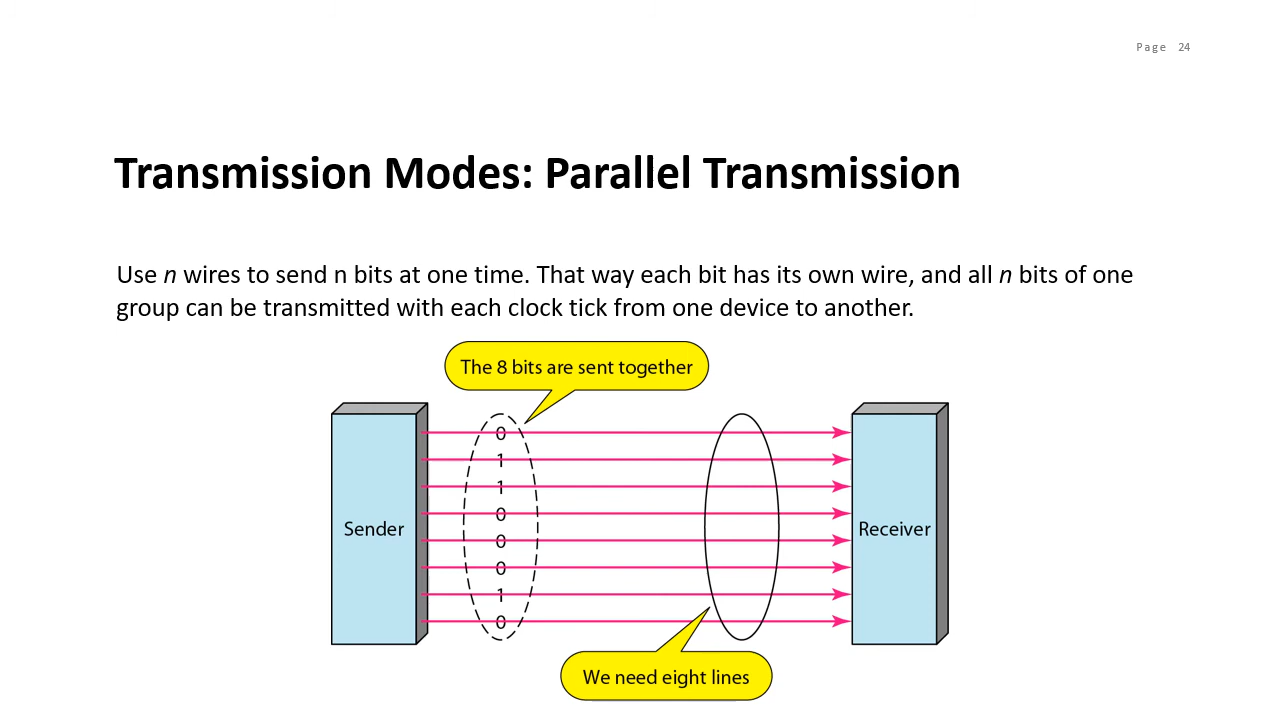 Page 24
Transmission Modes: Parallel Transmission
Use n wires to send n bits at one time. That way each bit has its own wire, and all n bits of one
group can be transmitted with each clock tick from one device to another.
The 8 bits are sent together
0
1
1
0
0
0
1
0
Sender
Receiver
We need eight lines